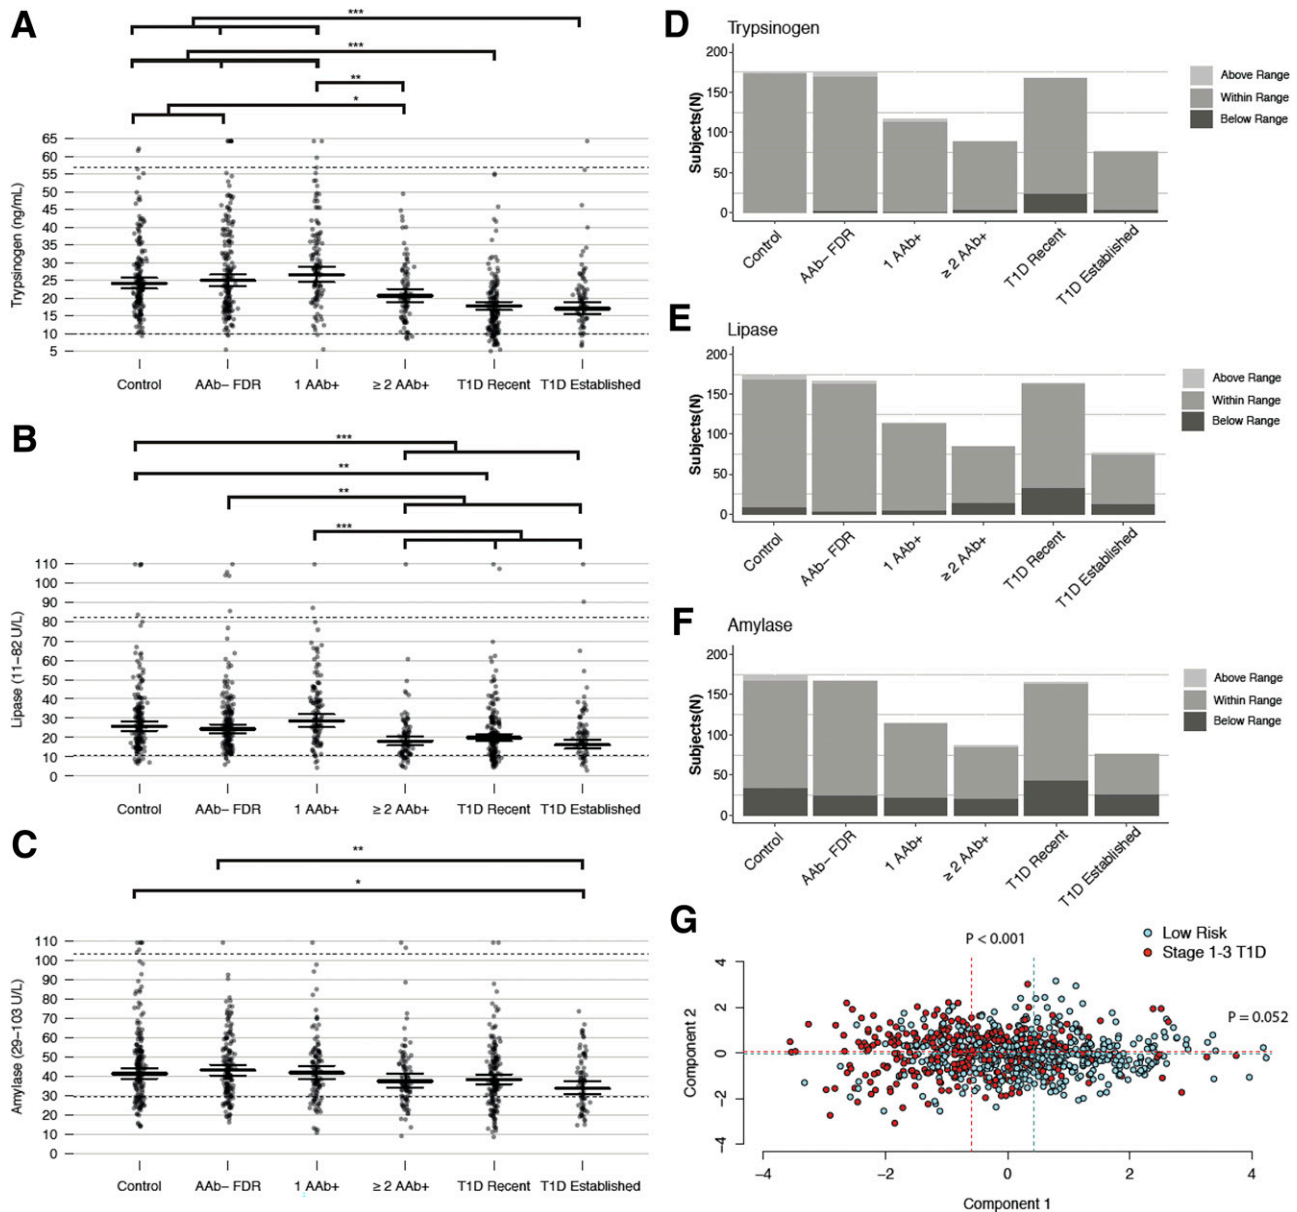 A
***
***
**
*
Trypsinogen (ng/mL)
65
60
55
50
45
40
35
30
25
20
15
10
5
Control AAb– FDR 1 AAb+ ≥ 2 AAb+ T1D Recent T1D Established
B
***
**
**
***
Lipase (11–82 U/L)
110
100
90
80
70
60
50
40
30
20
10
0
Control AAb– FDR 1 AAb+ ≥ 2 AAb+ T1D Recent T1D Established
C
**
*
Amylase (29–103 U/L)
110
100
90
80
70
60
50
40
30
20
10
0
Control AAb– FDR 1 AAb+ ≥ 2 AAb+ T1D Recent T1D Established
D
Trypsinogen
Subjects(N)
200
150
100
50
0
Control AAb– FDR 1 AAb+ ≥ 2 AAb+ T1D Recent T1D Established
Above Range
Within Range
Below Range
E
Lipase
Subjects(N)
200
150
100
50
0
Control AAb– FDR 1 AAb+ ≥ 2 AAb+ T1D Recent T1D Established
Above Range
Within Range
Below Range
F
Amylase
Subjects(N)
200
150
100
50
0
Control AAb– FDR 1 AAb+ ≥ 2 AAb+ T1D Recent T1D Established
Above Range
Within Range
Below Range
G
P < 0.001
Low Risk
Stage 1-3 T1D
P = 0.052
Component 2
4
2
0
–2
–4
–4 –2 0 2 4
Component 1